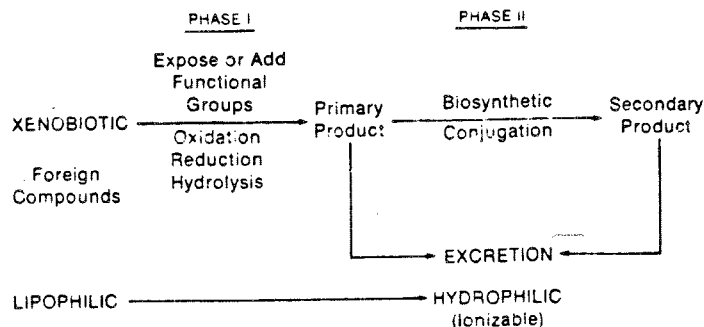 PHASE I
PHASE II
Expose or Add
Functional
Groups
XENOBIOTIC
Oxidation
Reduction
Hydrolysis
Foreign
Compounds
Primary
Product
Biosynthetic
Conjugation
Secondary
Product
EXCRETION
LIPOPHILIC
HYDROPHILIC
(Ionizable)